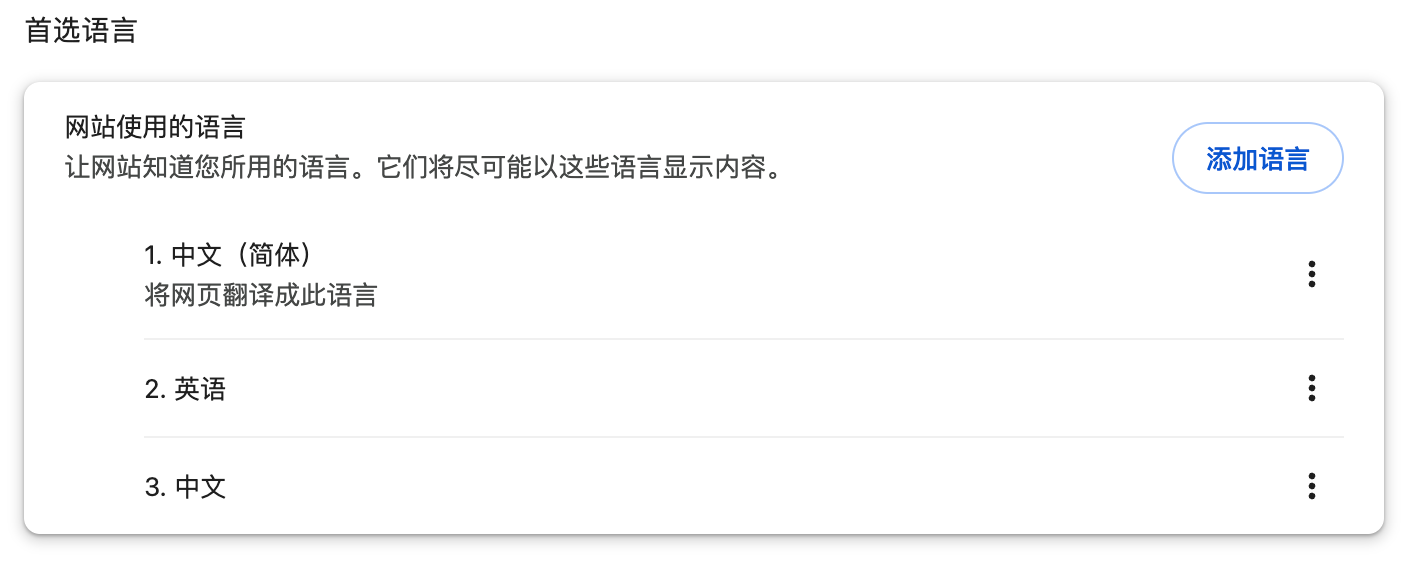 首选语言
网站使用的语言
让网站知道您所用的语言。它们将尽可能以这些语言显示内容。
添加语言
1. 中文（简体）
将网页翻译成此语言
2. 英语
3. 中文